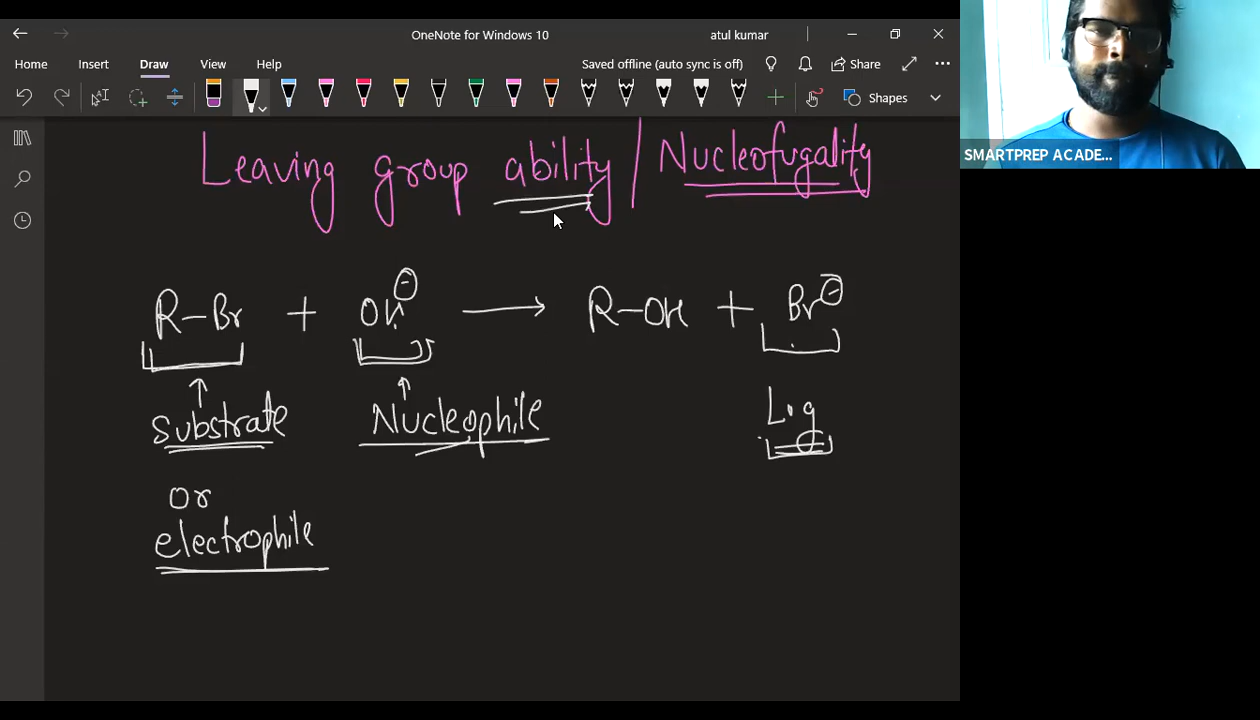 OneNote for Windows 10
atul kumar
Home Insert Draw View Help
Saved offline (auto sync is off)
Share
Shapes
SMARTPREP ACADE...
Leaving group ability / Nucleofugality
R-Br + OH⊖ → R-OH + Br⊖
Substrate Nucleophile L.g
or
electrophile